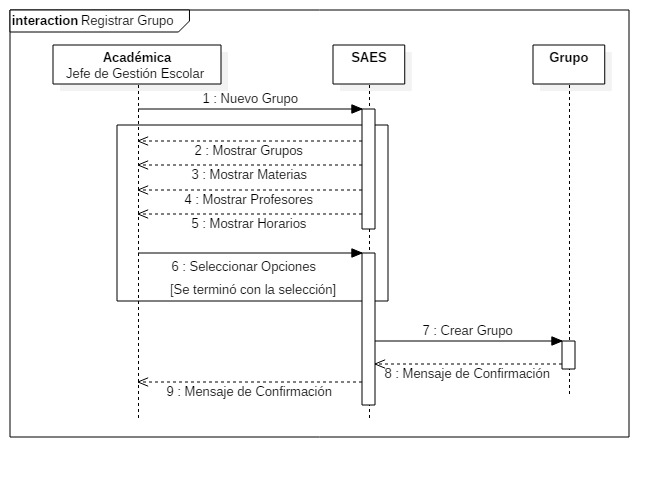 interaction Registrar Grupo
Académica
Jefe de Gestión Escolar
SAES
Grupo
1 : Nuevo Grupo
2 : Mostrar Grupos
3 : Mostrar Materias
4 : Mostrar Profesores
5 : Mostrar Horarios
6 : Seleccionar Opciones
[Se terminó con la selección]
7 : Crear Grupo
8 : Mensaje de Confirmación
9 : Mensaje de Confirmación